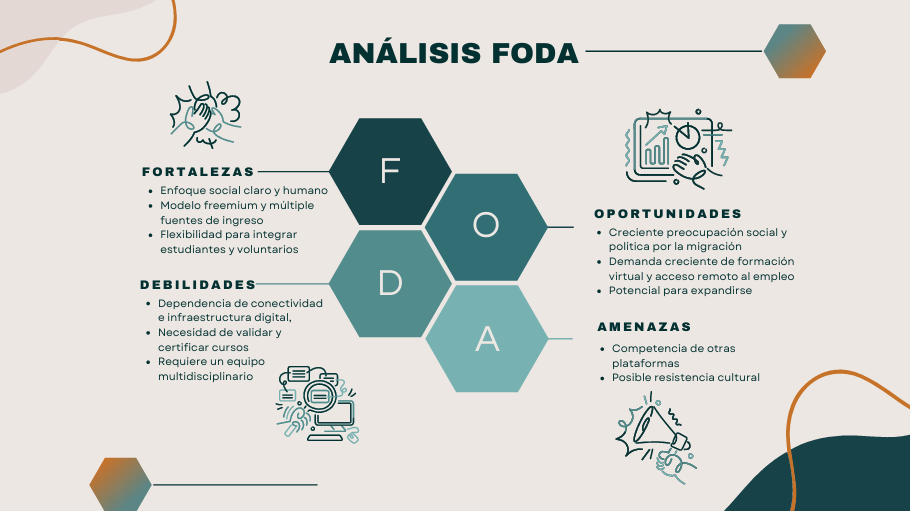 ANÁLISIS FODA
F
FORTALEZAS
• Enfoque social claro y humano
• Modelo freemium y múltiple
fuentes de ingreso
• Flexibilidad para integrar
estudiantes y voluntarios
O
OPORTUNIDADES
• Creciente preocupación social y
política por la migración
• Demanda creciente de formación
virtual y acceso remoto al empleo
• Potencial para expandirse
D
DEBILIDADES
• Dependencia de conectividad
e infraestructura digital,
• Necesidad de validar y
certificar cursos
• Requiere un equipo
multidisciplinario
A
AMENAZAS
• Competencia de otras
plataformas
• Posible resistencia cultural